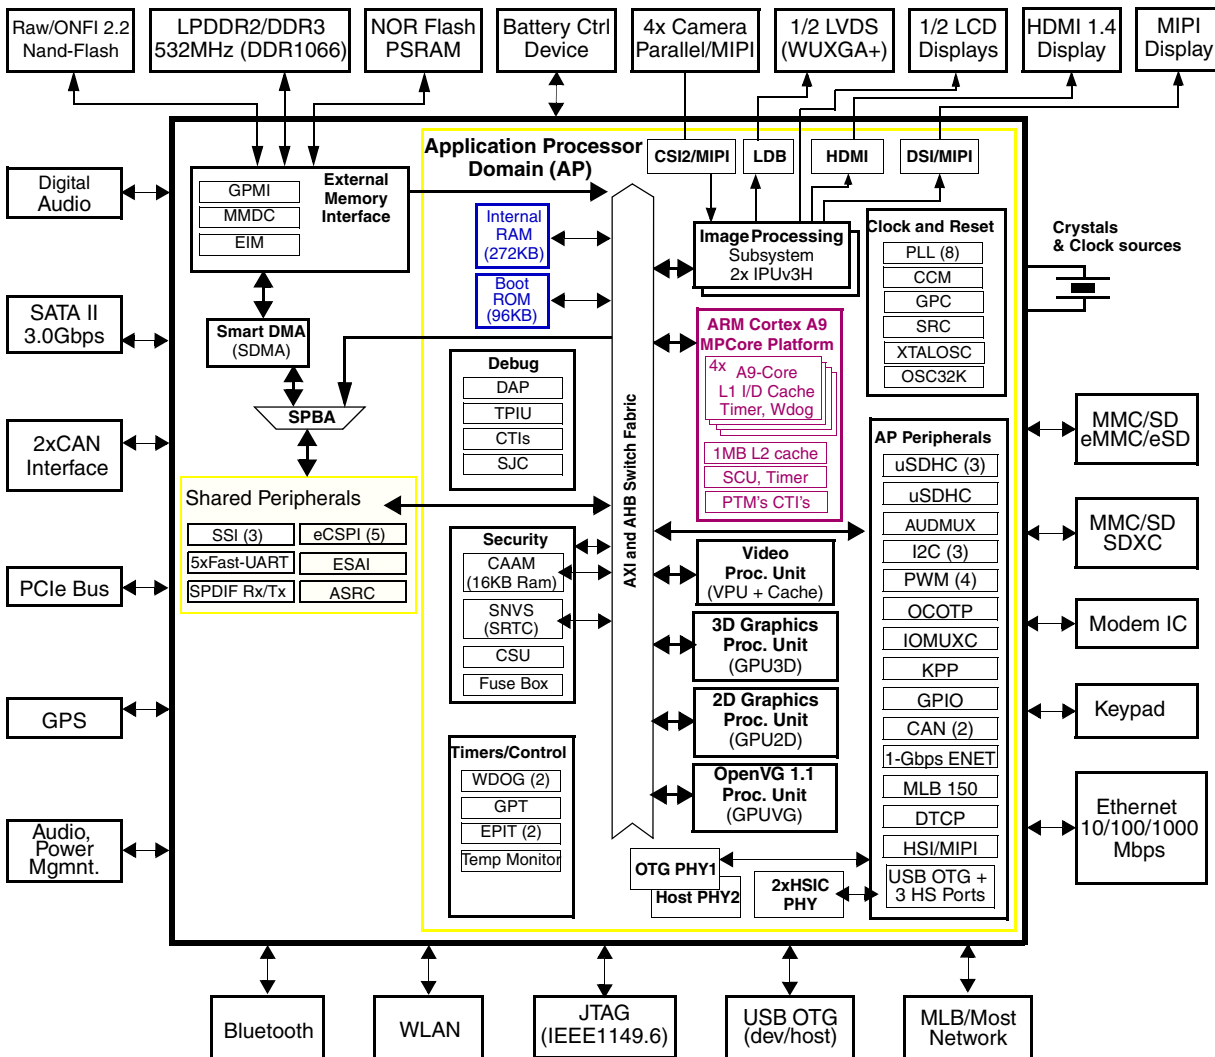 Raw/ONFI 2.2
Nand-Flash
LPDDR2/DDR3
532MHz (DDR1066)
NOR Flash
PSRAM
Battery Ctrl
Device
4x Camera
Parallel/MIPI
1/2 LVDS
(WUXGA+)
1/2 LCD
Displays
HDMI 1.4
Display
MIPI
Display
Digital
Audio
SATA II
3.0Gbps
2xCAN
Interface
PCIe Bus
GPS
Audio,
Power
Mgmnt.
External
Memory
Interface
GPMI
MMDC
EIM
Smart DMA
(SDMA)
SPBA
Shared Peripherals
SSI (3)
eCSPI (5)
5xFast-UART
ESAI
SPDIF Rx/Tx
ASRC
Application Processor
Domain (AP)
Internal
RAM
(272KB)
Boot
ROM
(96KB)
Debug
DAP
TPIU
CTIs
SJC
Security
CAAM
(16KB Ram)
SNVS
(SRTC)
CSU
Fuse Box
Timers/Control
WDOG (2)
GPT
EPIT (2)
Temp Monitor
AXI and AHB Switch Fabric
CSI2/MIPI
LDB
HDMI
DSI/MIPI
Image Processing
Subsystem
2x IPUv3H
ARM Cortex A9
MPCore Platform
4x
A9-Core
L1 I/D Cache
Timer, Wdog
1MB L2 cache
SCU, Timer
PTM's CTI's
Video
Proc. Unit
(VPU + Cache)
3D Graphics
Proc. Unit
(GPU3D)
2D Graphics
Proc. Unit
(GPU2D)
OpenVG 1.1
Proc. Unit
(GPUVG)
OTG PHY1
Host PHY2
2xHSIC
PHY
Clock and Reset
PLL (8)
CCM
GPC
SRC
XTALOSC
OSC32K
AP Peripherals
uSDHC (3)
uSDHC
AUDMUX
I2C (3)
PWM (4)
OCOTP
IOMUXC
KPP
GPIO
CAN (2)
1-Gbps ENET
MLB 150
DTCP
HSI/MIPI
USB OTG +
3 HS Ports
Crystals
& Clock sources
MMC/SD
eMMC/eSD
MMC/SD
SDXC
Modem IC
Keypad
Ethernet
10/100/1000
Mbps
Bluetooth
WLAN
JTAG
(IEEE1149.6)
USB OTG
(dev/host)
MLB/Most
Network